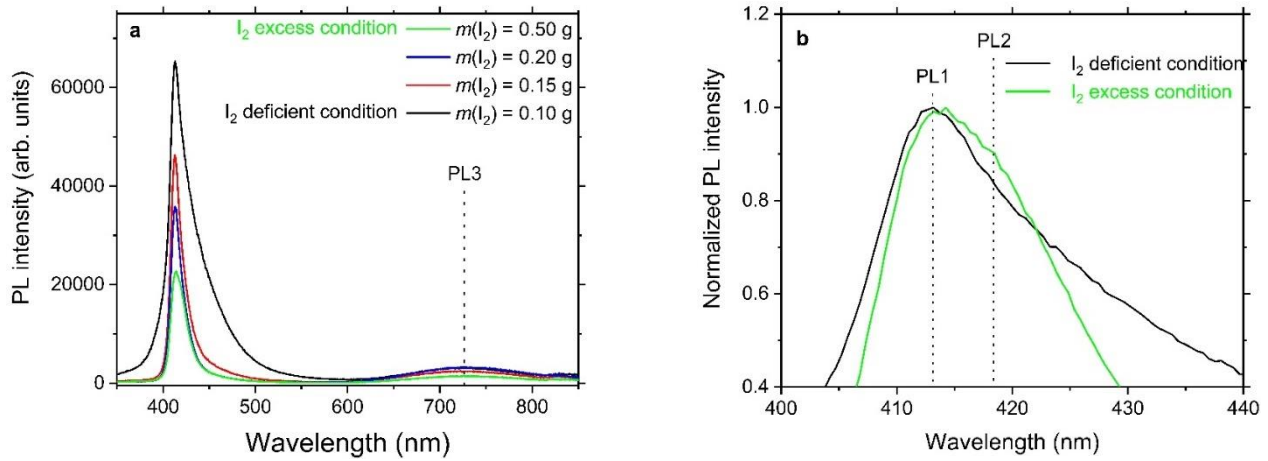 a
I₂ excess condition
m(I₂) = 0.50 g
m(I₂) = 0.20 g
m(I₂) = 0.15 g
I₂ deficient condition
m(I₂) = 0.10 g
PL3
PL intensity (arb. units)
60000
40000
20000
0
400
500
600
700
800
Wavelength (nm)
b
PL1
PL2
I₂ deficient condition
I₂ excess condition
Normalized PL intensity
1.2
1.0
0.8
0.6
0.4
400
410
420
430
440
Wavelength (nm)